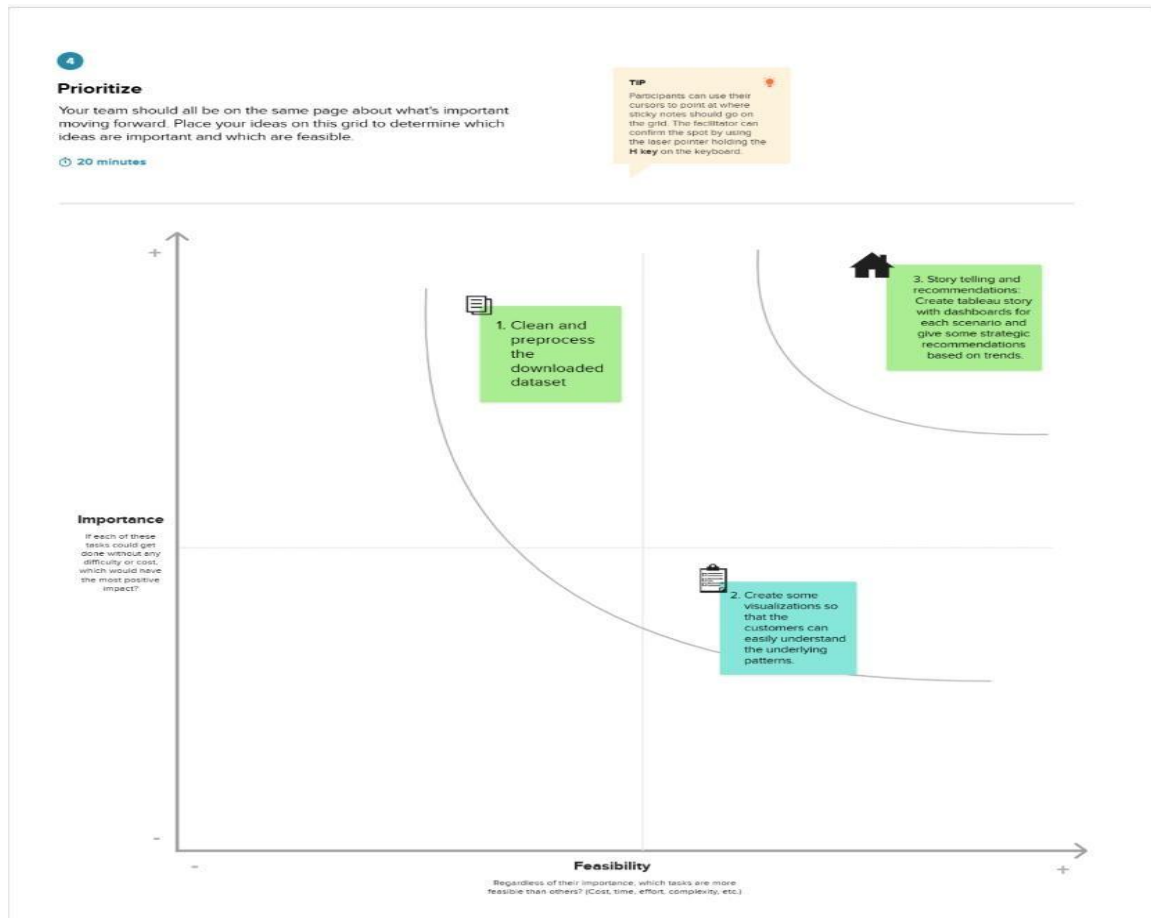 4
Prioritize
Your team should all be on the same page about what's important
moving forward. Place your ideas on this grid to determine which
ideas are important and which are feasible.
20 minutes
TIP
Participants can use their
cursors to point at where
sticky notes should go on
the grid. The facilitator can
confirm the spot by using
the laser pointer holding the
H key on the keyboard.
+
3. Story telling and
recommendations:
Create tableau story
with dashboards for
each scenario and
give some strategic
recommendations
based on trends.
1. Clean and
preprocess
the
downloaded
dataset
Importance
If each of these
tasks could get
done without any
difficulty or cost,
which would have
the most positive
impact?
2. Create some
visualizations so
that the
customers can
easily understand
the underlying
patterns.
-
-
Feasibility
+
Regardless of their importance, which tasks are more
feasible than others? (Cost, time, effort, complexity, etc.)